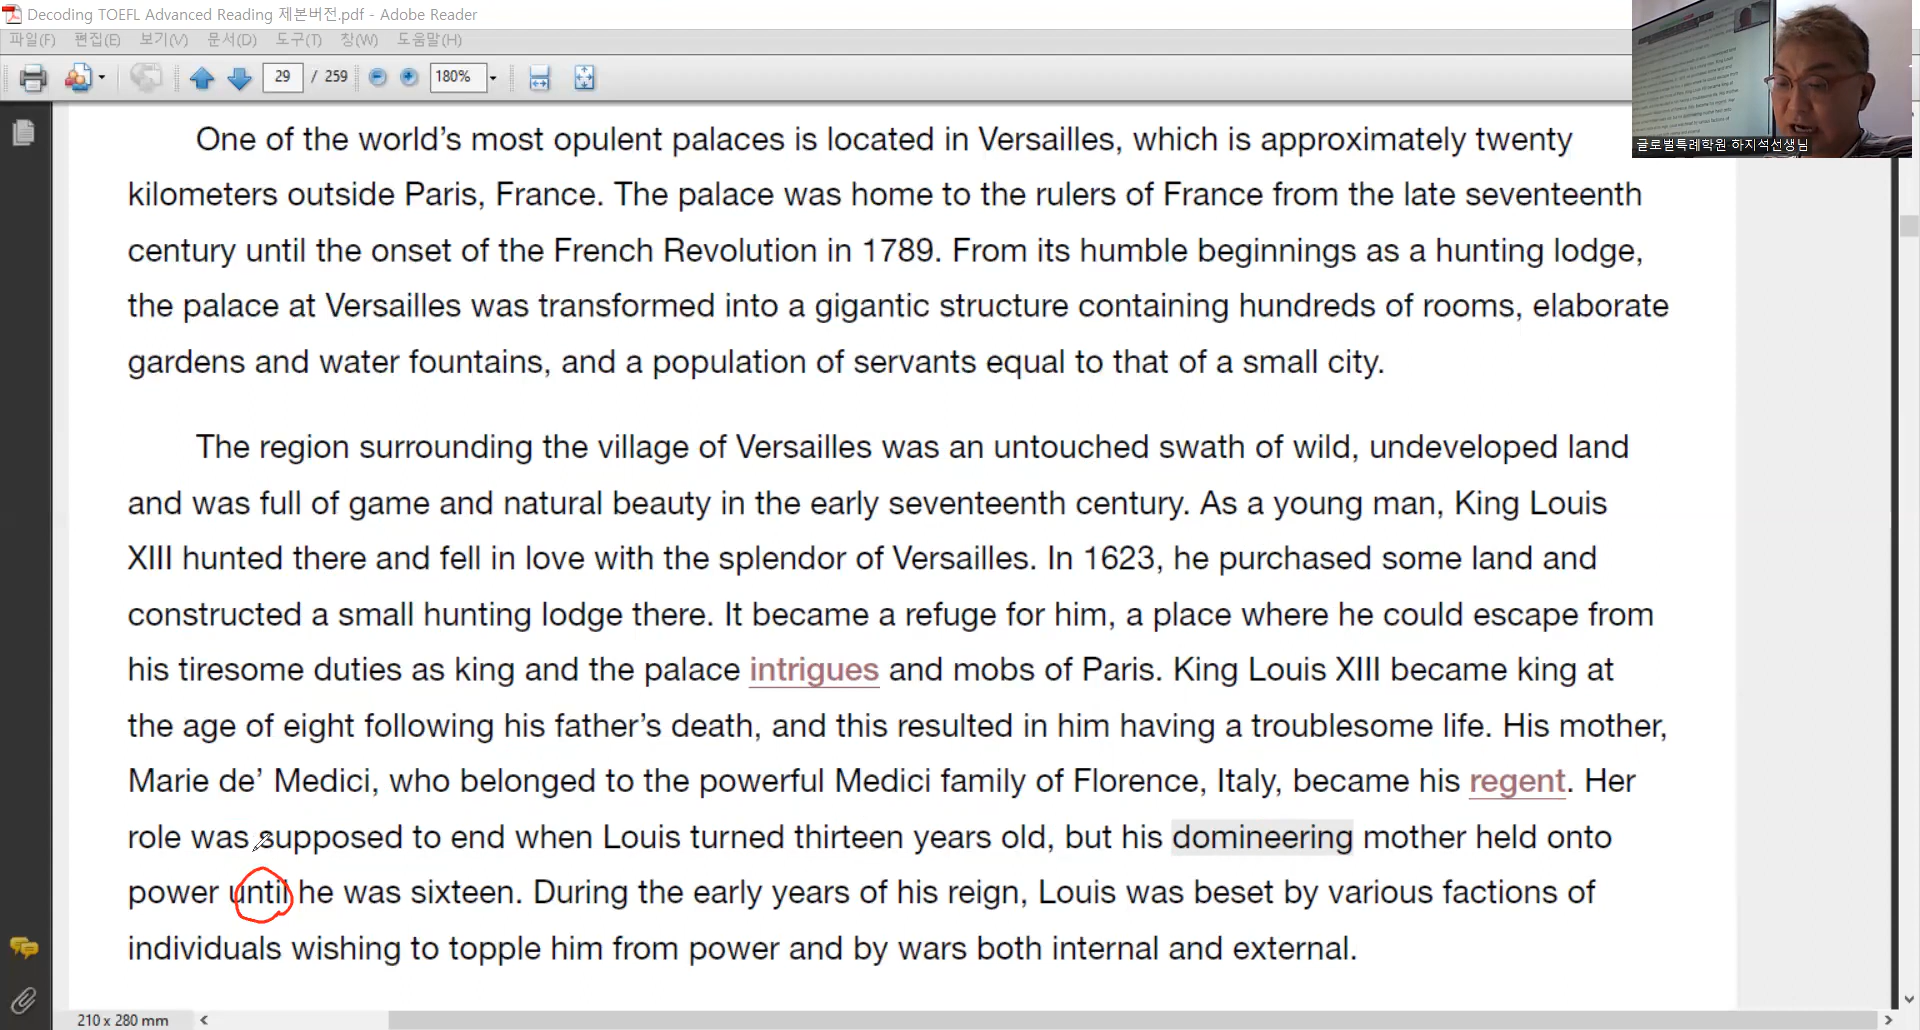 Decoding TOEFL Advanced Reading 제본버전.pdf - Adobe Reader
파일(F) 편집(E) 보기(V) 문서(D) 도구(T) 창(W) 도움말(H)
29 / 259 180%
글로벌특례학원 하지석선생님
One of the world’s most opulent palaces is located in Versailles, which is approximately twenty
kilometers outside Paris, France. The palace was home to the rulers of France from the late seventeenth
century until the onset of the French Revolution in 1789. From its humble beginnings as a hunting lodge,
the palace at Versailles was transformed into a gigantic structure containing hundreds of rooms, elaborate
gardens and water fountains, and a population of servants equal to that of a small city.
The region surrounding the village of Versailles was an untouched swath of wild, undeveloped land
and was full of game and natural beauty in the early seventeenth century. As a young man, King Louis
XIII hunted there and fell in love with the splendor of Versailles. In 1623, he purchased some land and
constructed a small hunting lodge there. It became a refuge for him, a place where he could escape from
his tiresome duties as king and the palace intrigues and mobs of Paris. King Louis XIII became king at
the age of eight following his father’s death, and this resulted in him having a troublesome life. His mother,
Marie de’ Medici, who belonged to the powerful Medici family of Florence, Italy, became his regent. Her
role was supposed to end when Louis turned thirteen years old, but his domineering mother held onto
power until he was sixteen. During the early years of his reign, Louis was beset by various factions of
individuals wishing to topple him from power and by wars both internal and external.
210 x 280 mm